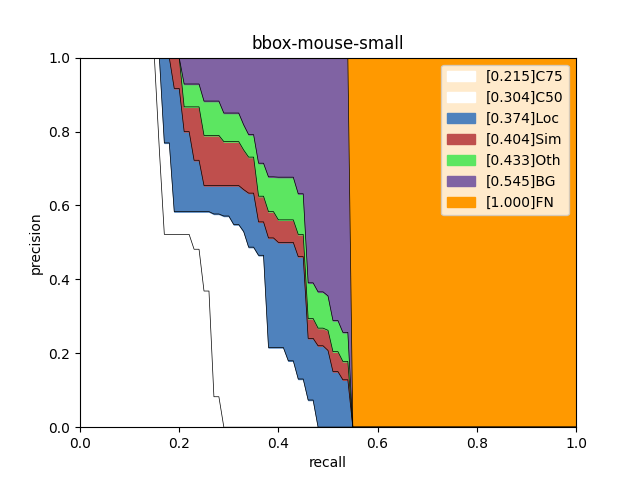 bbox-mouse-small
1.0
0.8
0.6
0.4
0.2
0.0
precision
[0.215]C75
[0.304]C50
[0.374]Loc
[0.404]Sim
[0.433]Oth
[0.545]BG
[1.000]FN
0.0 0.2 0.4 0.6 0.8 1.0
recall